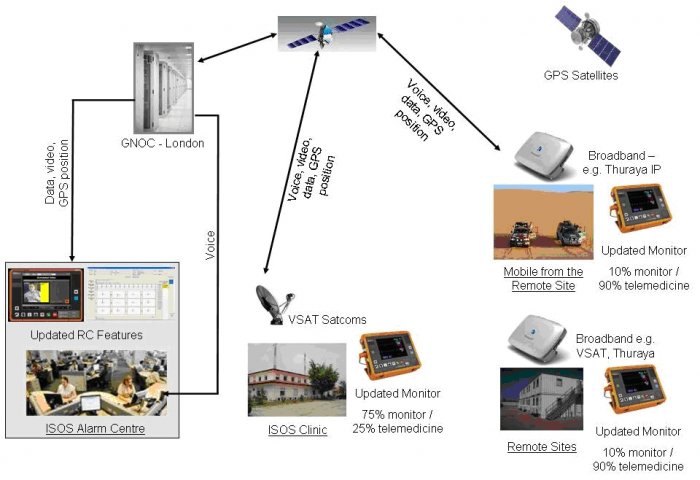 GPS Satellites
GNOC - London
Voice, video,
data, GPS
position
Voice, video,
data, GPS
position
Data, video,
GPS position
Voice
Broadband –
e.g. Thuraya IP
Updated Monitor
10% monitor /
90% telemedicine
Mobile from the
Remote Site
Updated RC Features
ISOS Alarm Centre
VSAT Satcoms
Updated Monitor
75% monitor /
25% telemedicine
ISOS Clinic
Broadband e.g.
VSAT, Thuraya
Updated Monitor
10% monitor /
90% telemedicine
Remote Sites